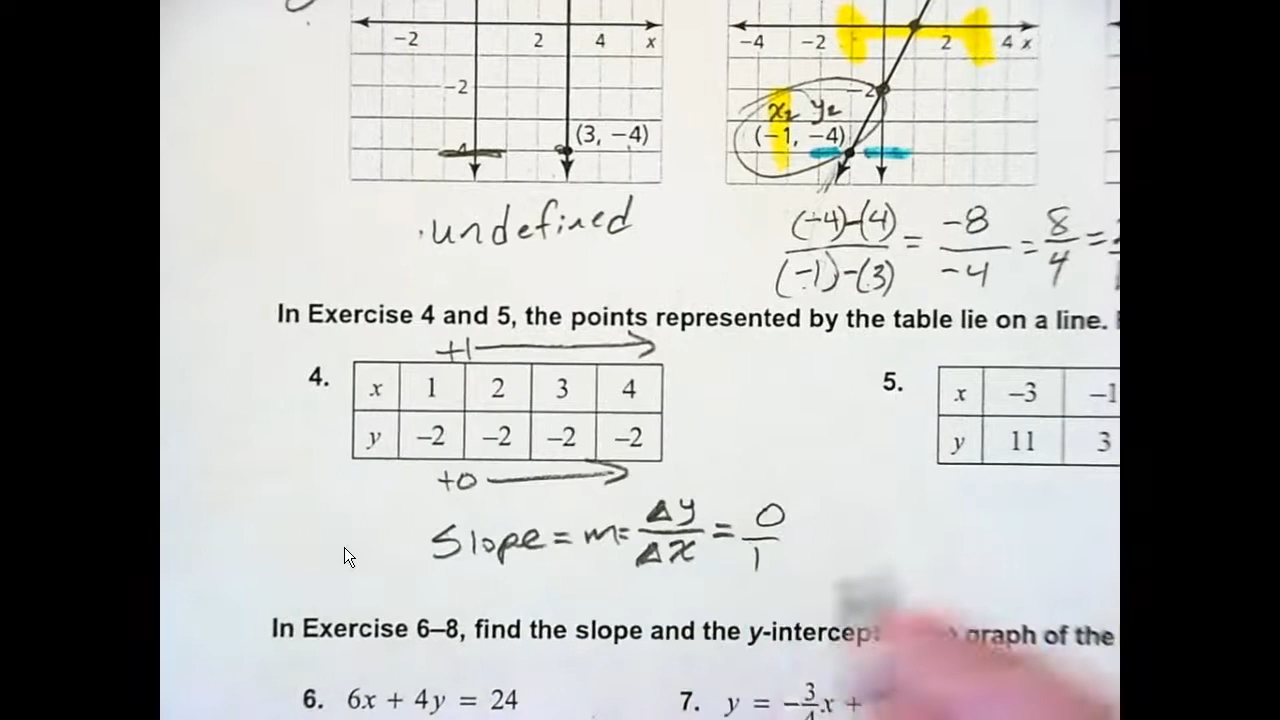 -2 2 4 x
-4 -2 2 4 x
-2
-2
x2 y2
(3, -4)
(-1, -4)
-4
undefined
(-4)-(4) / (-1)-(3) = -8 / -4 = 8 / 4 =
In Exercise 4 and 5, the points represented by the table lie on a line.
+1
4.
x 1 2 3 4
y -2 -2 -2 -2
+0
5.
x -3 -1
y 11 3
Slope = m = Δy / Δx = 0 / 1
In Exercise 6–8, find the slope and the y-intercept graph of the
6. 6x + 4y = 24
7. y = -3/4 x +